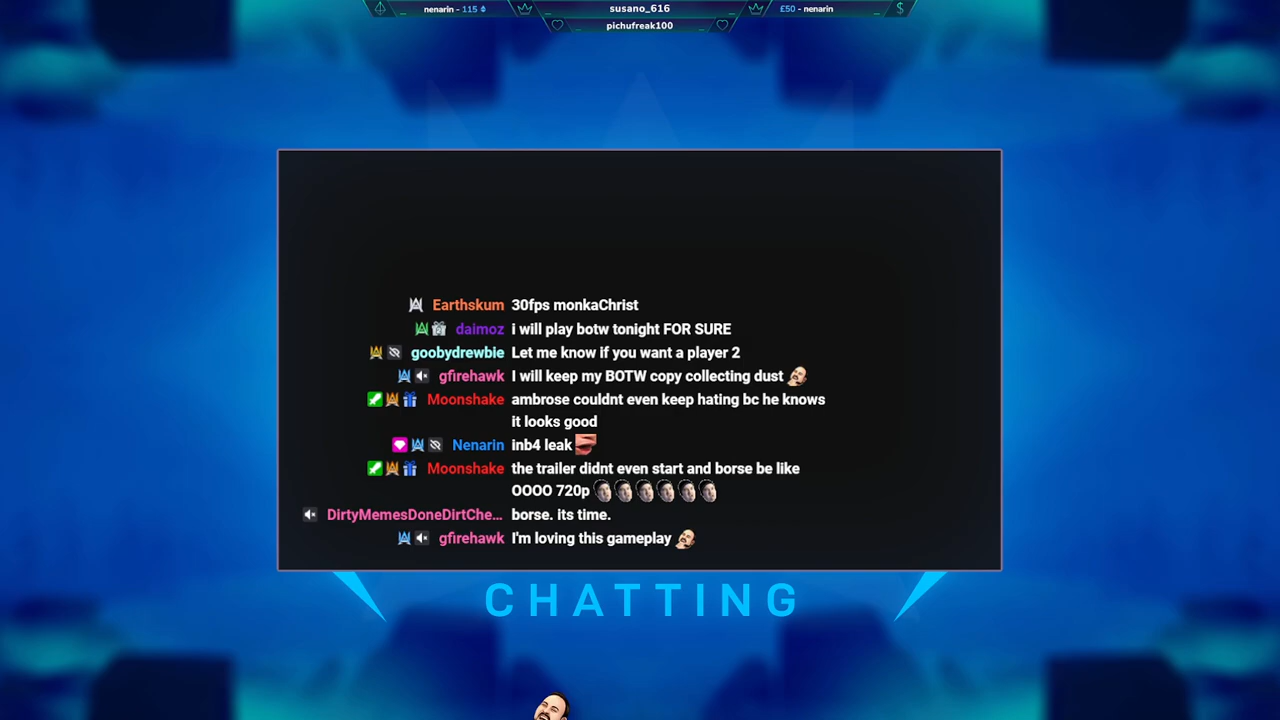 nenarin - 115
susano_616
£50 - nenarin
pichufreak100
Earthskum 30fps monkaChrist
daimoz i will play botw tonight FOR SURE
goobydrewbie Let me know if you want a player 2
gfirehawk I will keep my BOTW copy collecting dust
Moonshake ambrose couldnt even keep hating bc he knows
it looks good
Nenarin inb4 leak
Moonshake the trailer didnt even start and borse be like
OOOO 720p
DirtyMemesDoneDirtChe... borse. its time.
gfirehawk I'm loving this gameplay
CHATTING